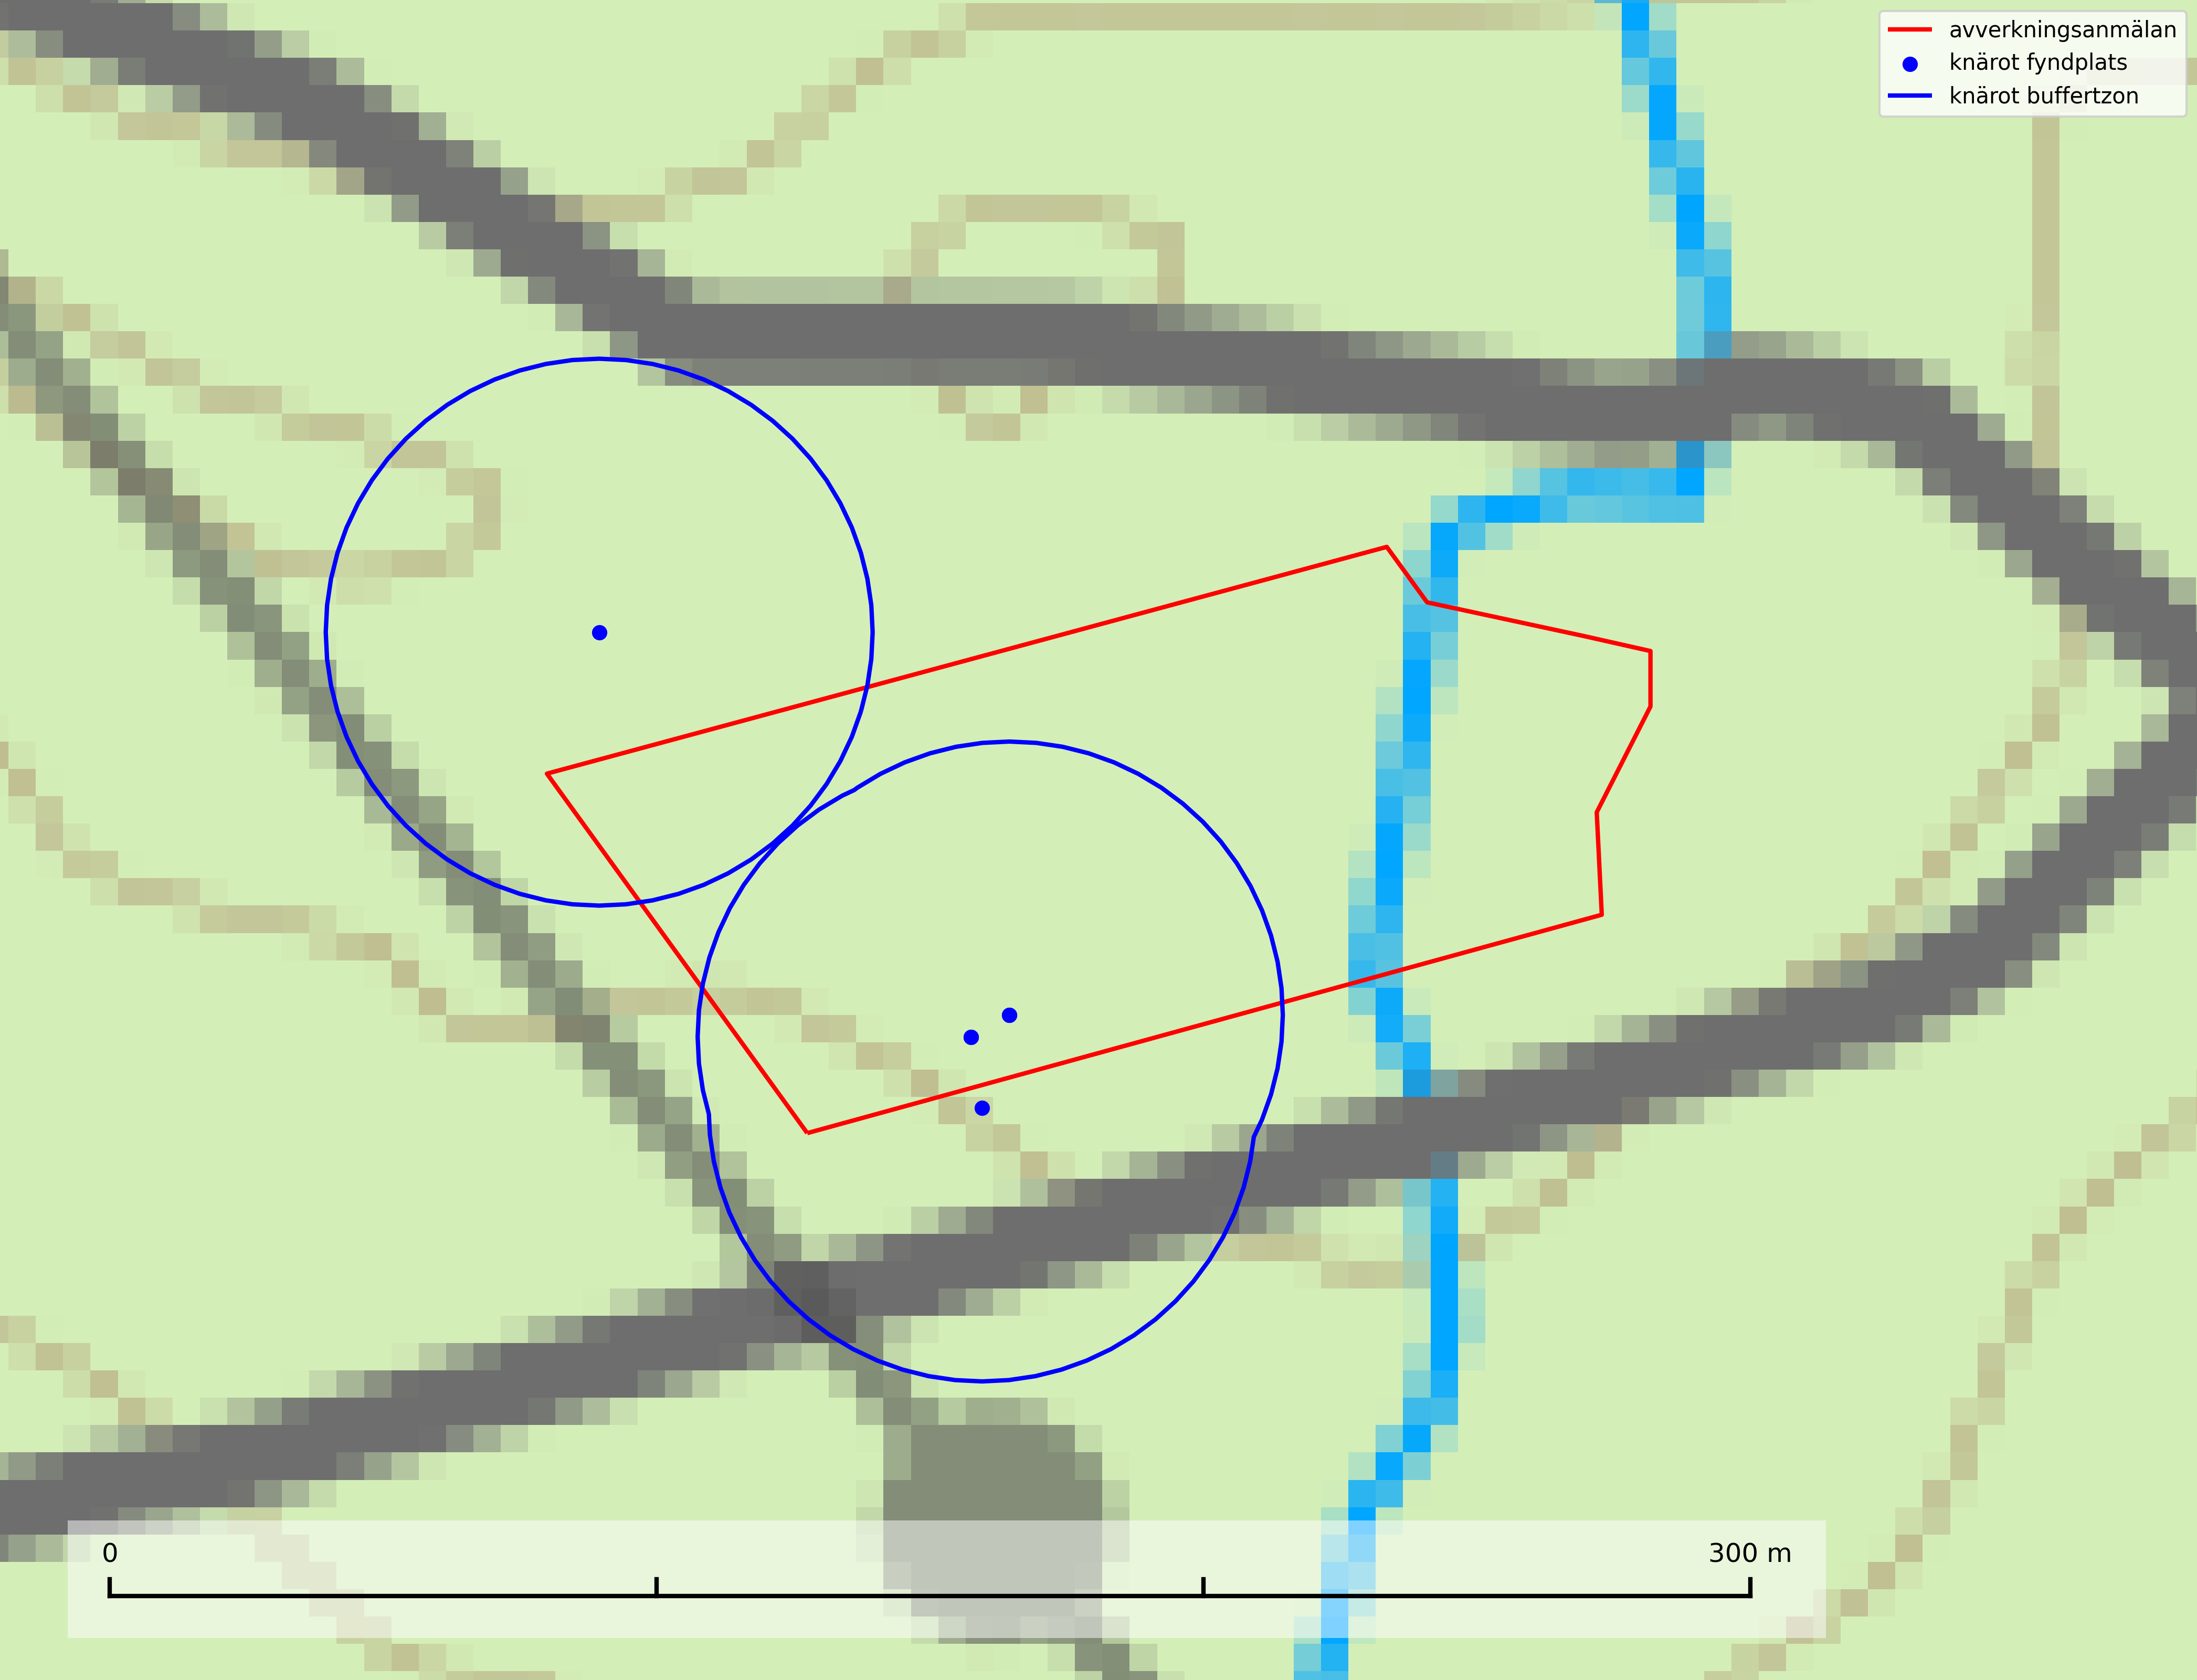 avverkningsanmälan
knärot fyndplats
knärot buffertzon
0
300 m